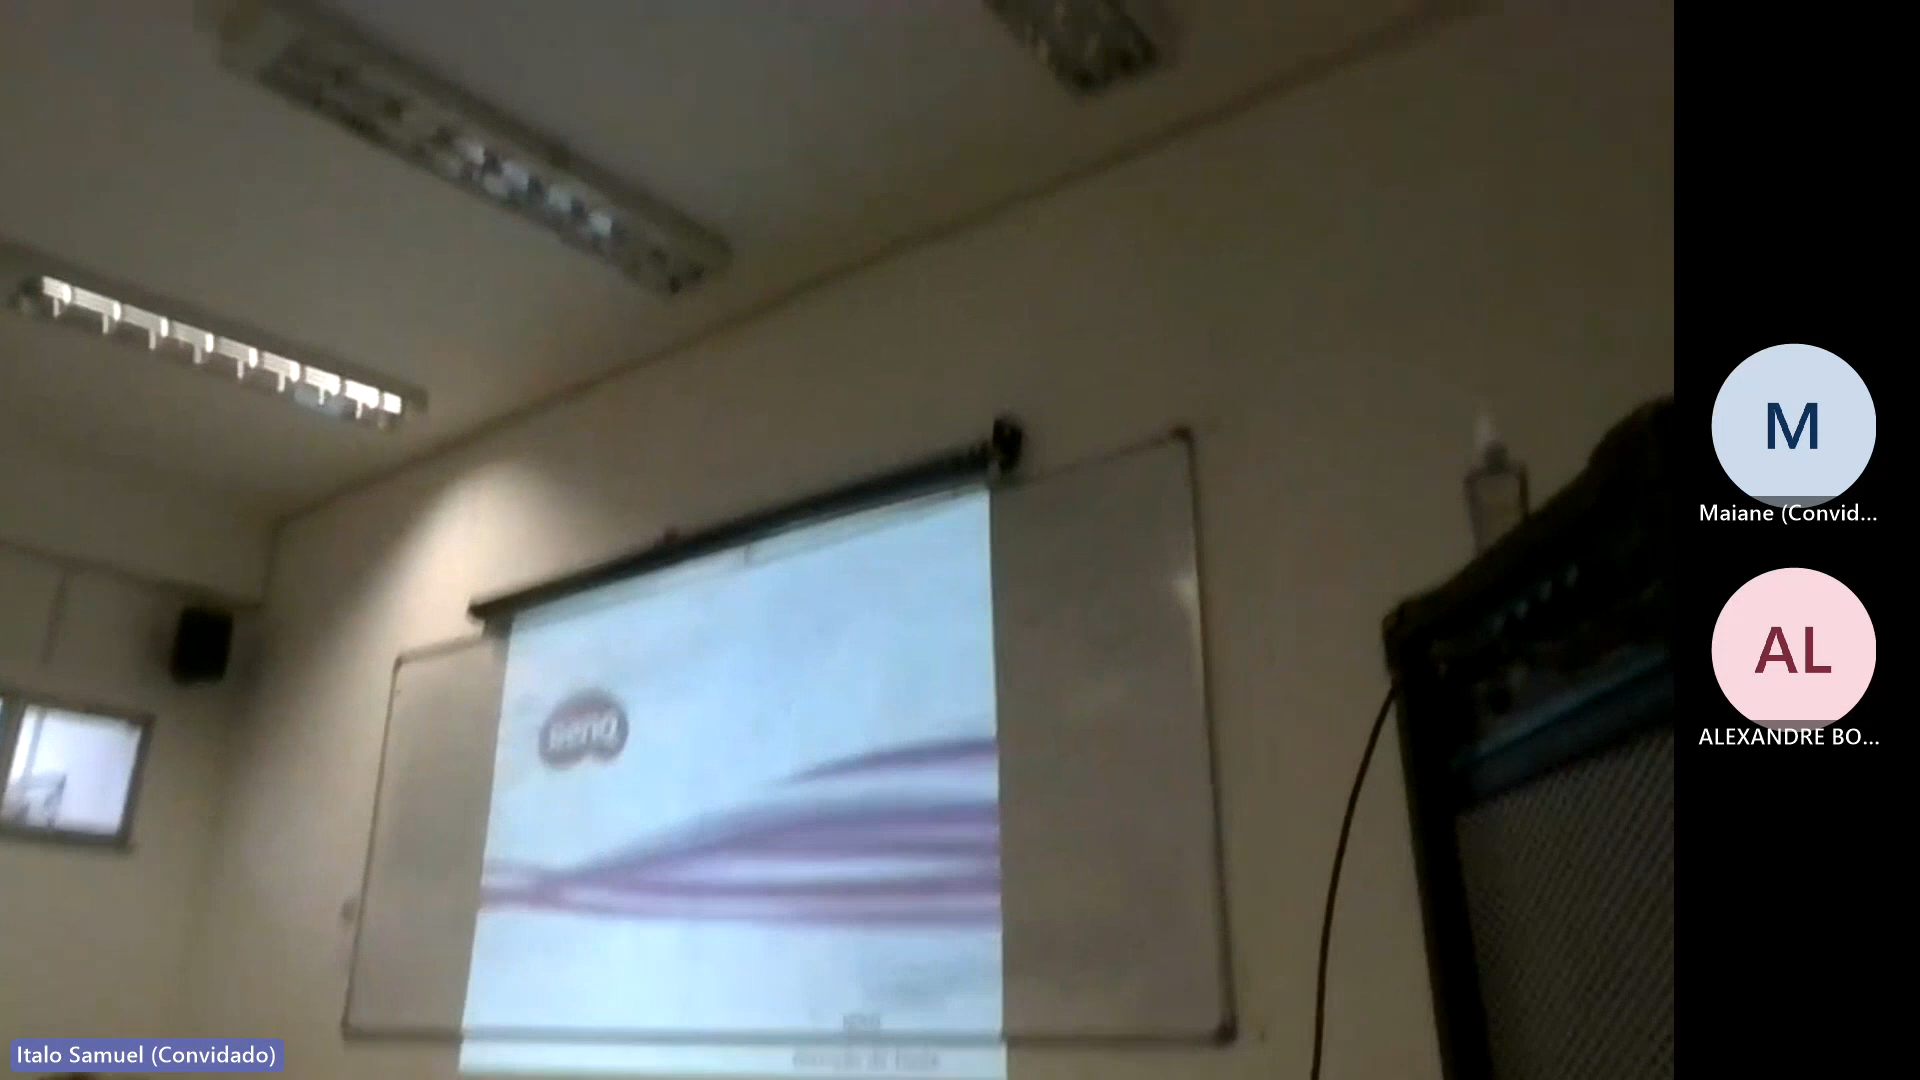 BenQ
M
Maiane (Convid...
AL
ALEXANDRE BO...
Italo Samuel (Convidado)